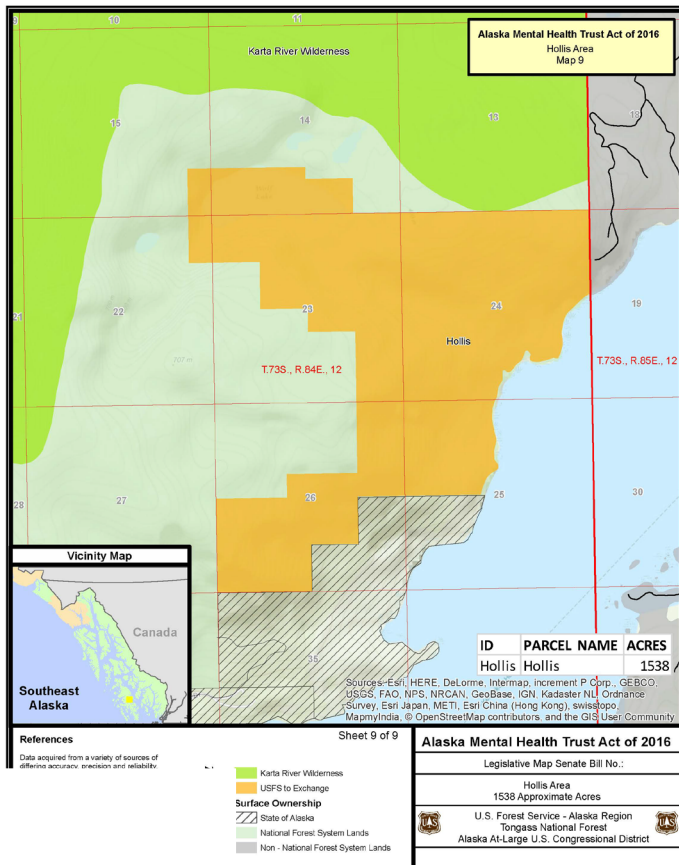 Alaska Mental Health Trust Act of 2016
Hollis Area
Map 9
10
11
Karta River Wilderness
15
14
13
18
21
22
23
24
19
Hollis
T.73S., R.84E., 12
T.73S., R.85E., 12
28
27
26
25
30
35
Vicinity Map
Canada
Southeast
Alaska
ID PARCEL NAME ACRES
Hollis Hollis 1538
Sources: Esri, HERE, DeLorme, Intermap, increment P Corp., GEBCO,
USGS, FAO, NPS, NRCAN, GeoBase, IGN, Kadaster NL, Ordnance
Survey, Esri Japan, METI, Esri China (Hong Kong), swisstopo,
MapmyIndia, © OpenStreetMap contributors, and the GIS User Community
References
Data acquired from a variety of sources of
differing accuracy, precision and reliability.
Sheet 9 of 9
Karta River Wilderness
USFS to Exchange
Surface Ownership
State of Alaska
National Forest System Lands
Non - National Forest System Lands
Alaska Mental Health Trust Act of 2016
Legislative Map Senate Bill No.:
Hollis Area
1538 Approximate Acres
U.S. Forest Service - Alaska Region
Tongass National Forest
Alaska At-Large U.S. Congressional District